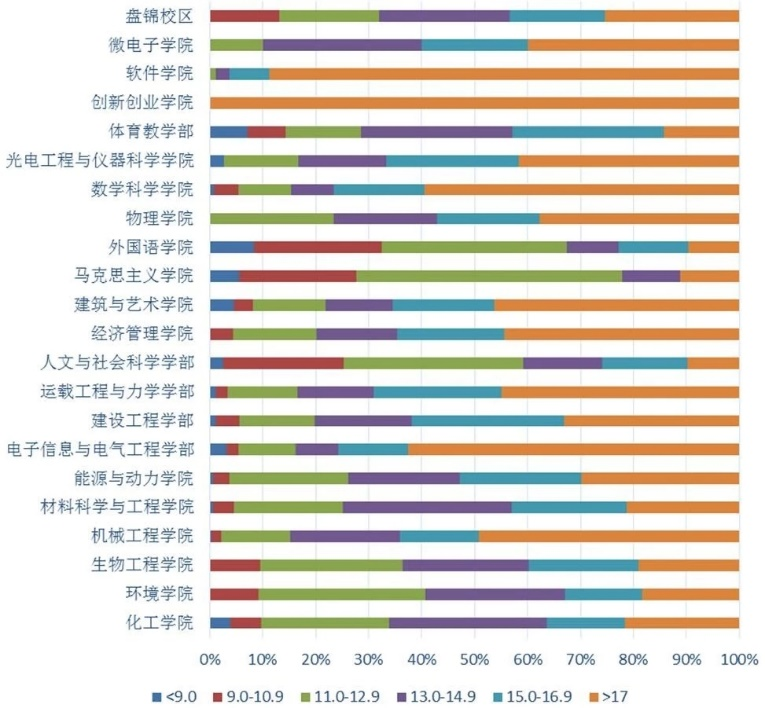 盘锦校区
微电子学院
软件学院
创新创业学院
体育教学部
光电工程与仪器科学学院
数学科学学院
物理学院
外国语学院
马克思主义学院
建筑与艺术学院
经济管理学院
人文与社会科学学部
运载工程与力学学部
建设工程学部
电子信息与电气工程学部
能源与动力学院
材料科学与工程学院
机械工程学院
生物工程学院
环境学院
化工学院
0% 10% 20% 30% 40% 50% 60% 70% 80% 90% 100%
<9.0 9.0-10.9 11.0-12.9 13.0-14.9 15.0-16.9 >17